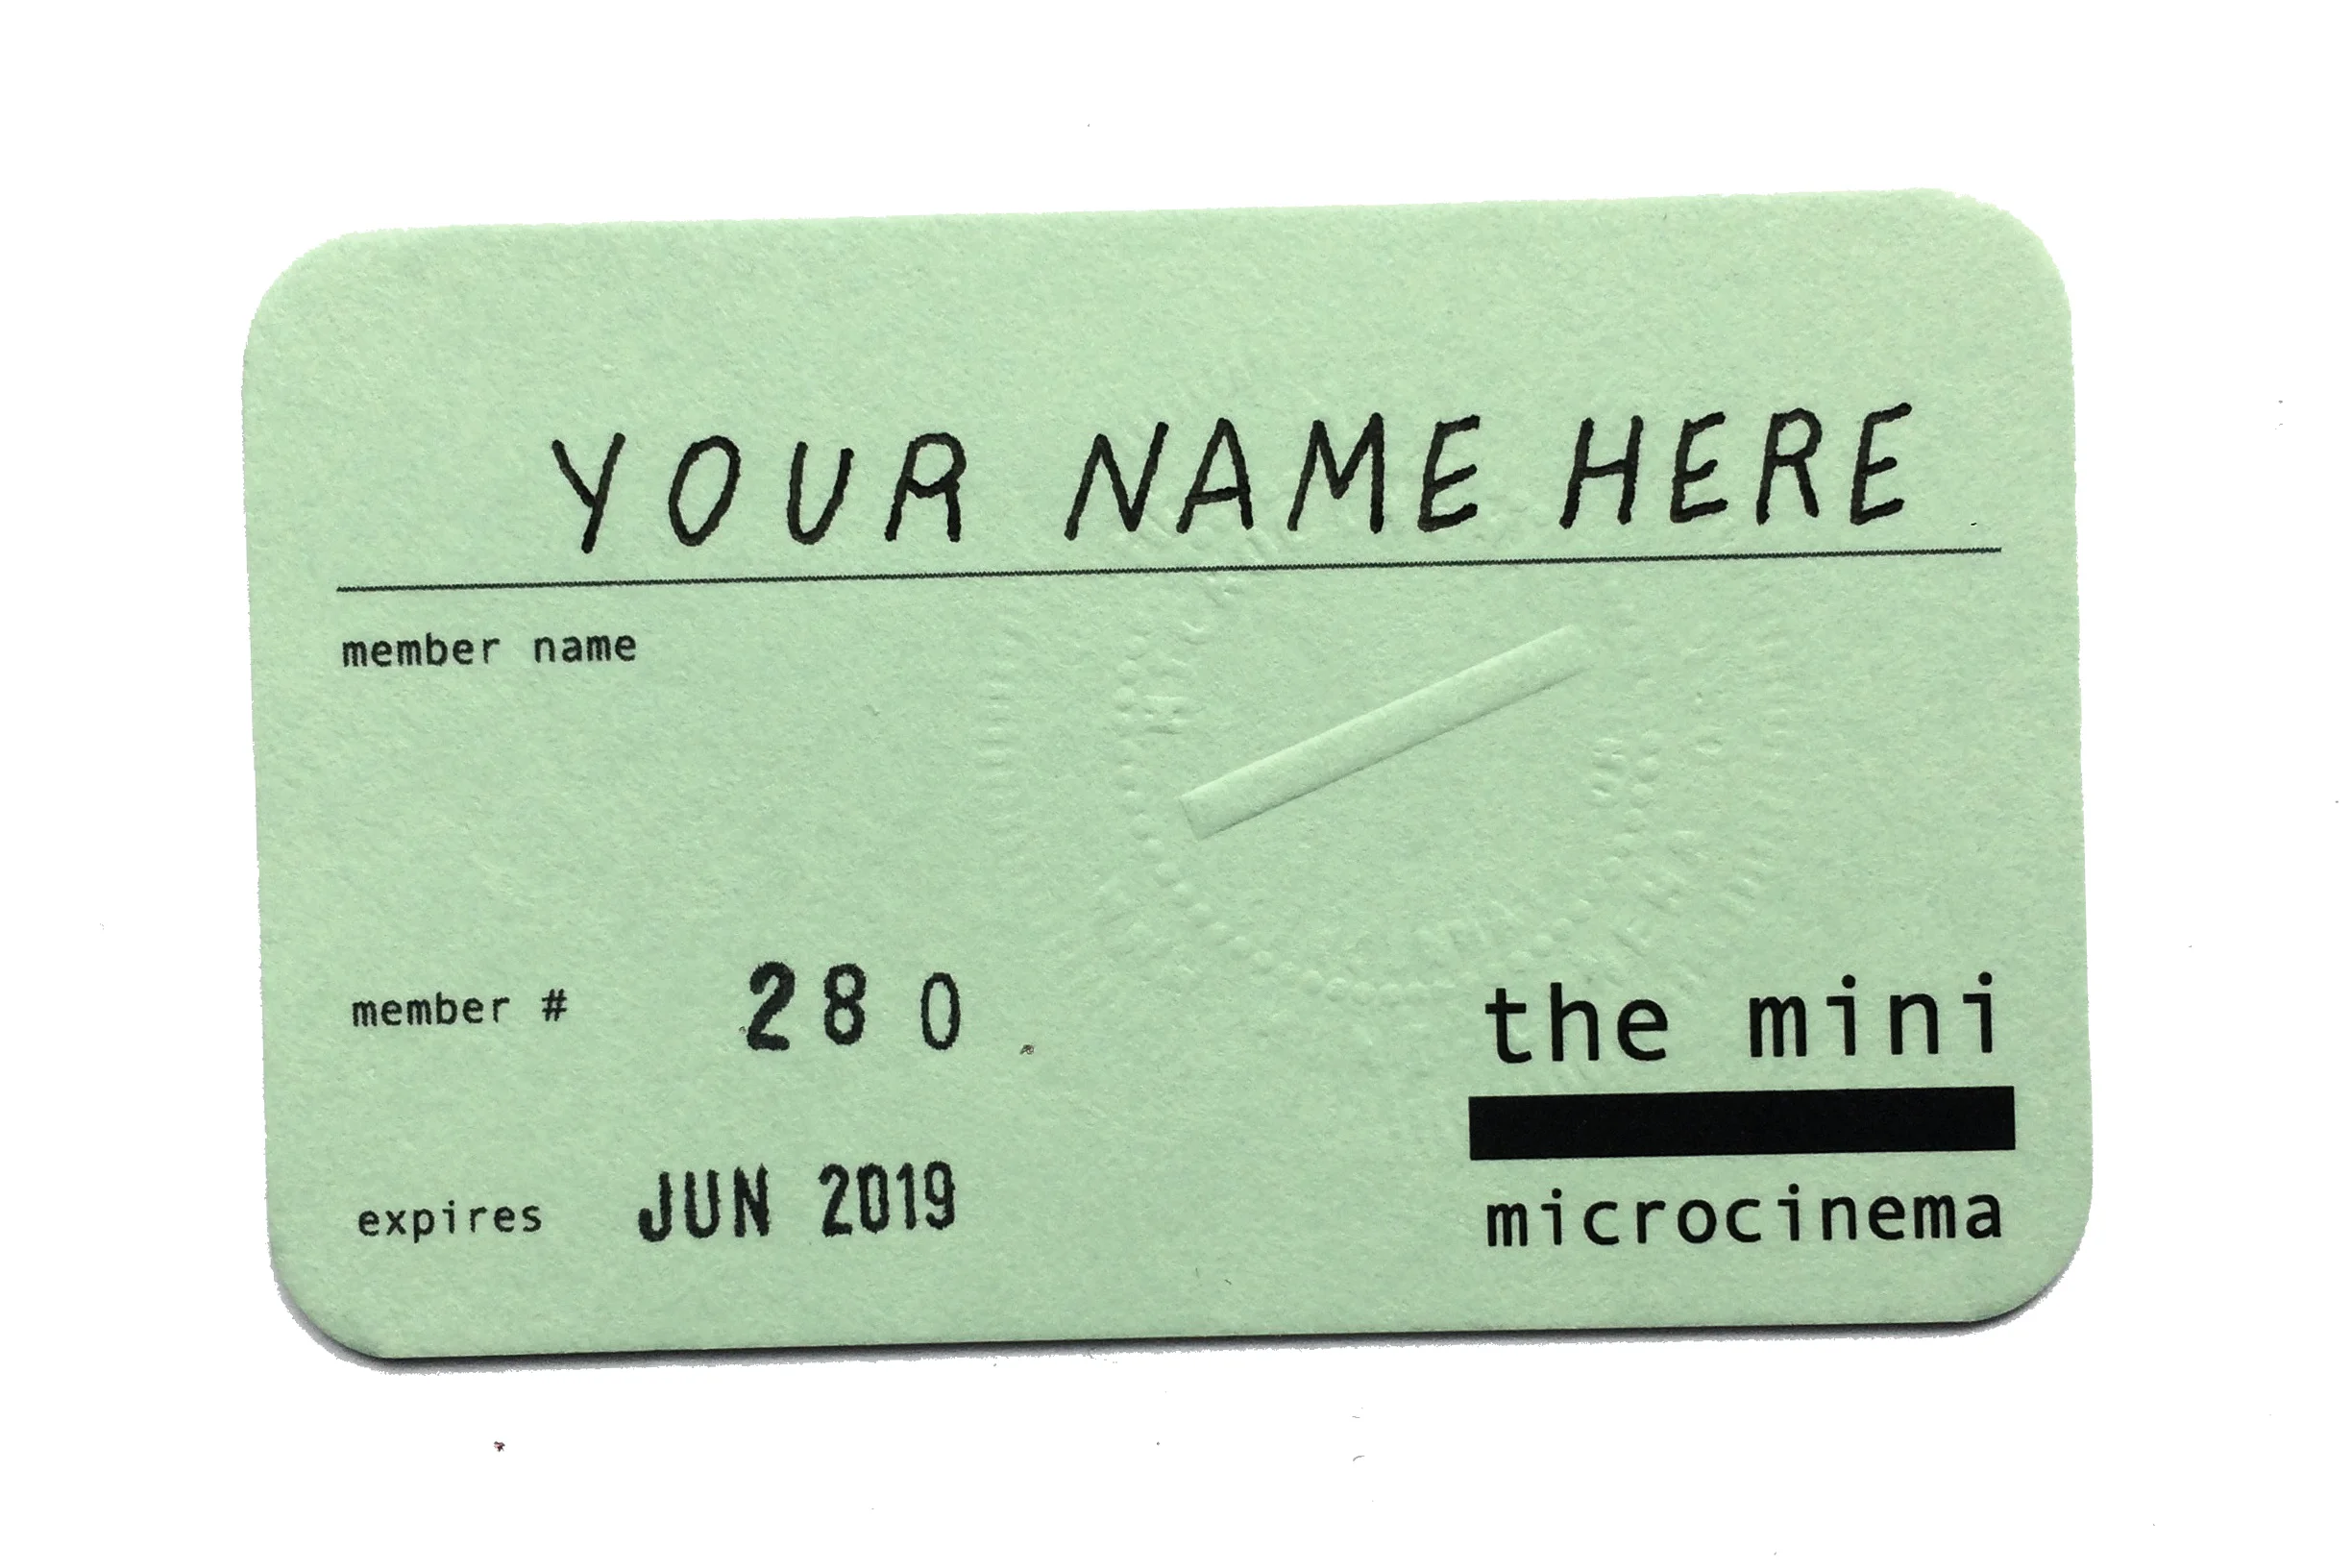 YOUR NAME HERE
member name
member # 280
expires JUN 2019
the mini
microcinema